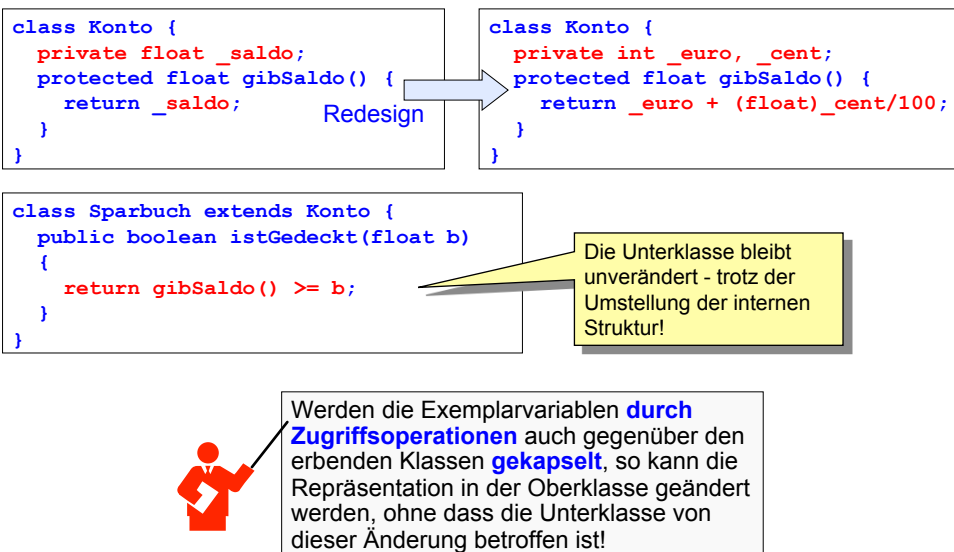 class Konto {
  private float _saldo;
  protected float gibSaldo() {
    return _saldo;
  }
}
Redesign
class Konto {
  private int _euro, _cent;
  protected float gibSaldo() {
    return _euro + (float)_cent/100;
  }
}
class Sparbuch extends Konto {
  public boolean istGedeckt(float b)
  {
    return gibSaldo() >= b;
  }
}
Die Unterklasse bleibt
unverändert - trotz der
Umstellung der internen
Struktur!
Werden die Exemplarvariablen durch
Zugriffsoperationen auch gegenüber den
erbenden Klassen gekapselt, so kann die
Repräsentation in der Oberklasse geändert
werden, ohne dass die Unterklasse von
dieser Änderung betroffen ist!